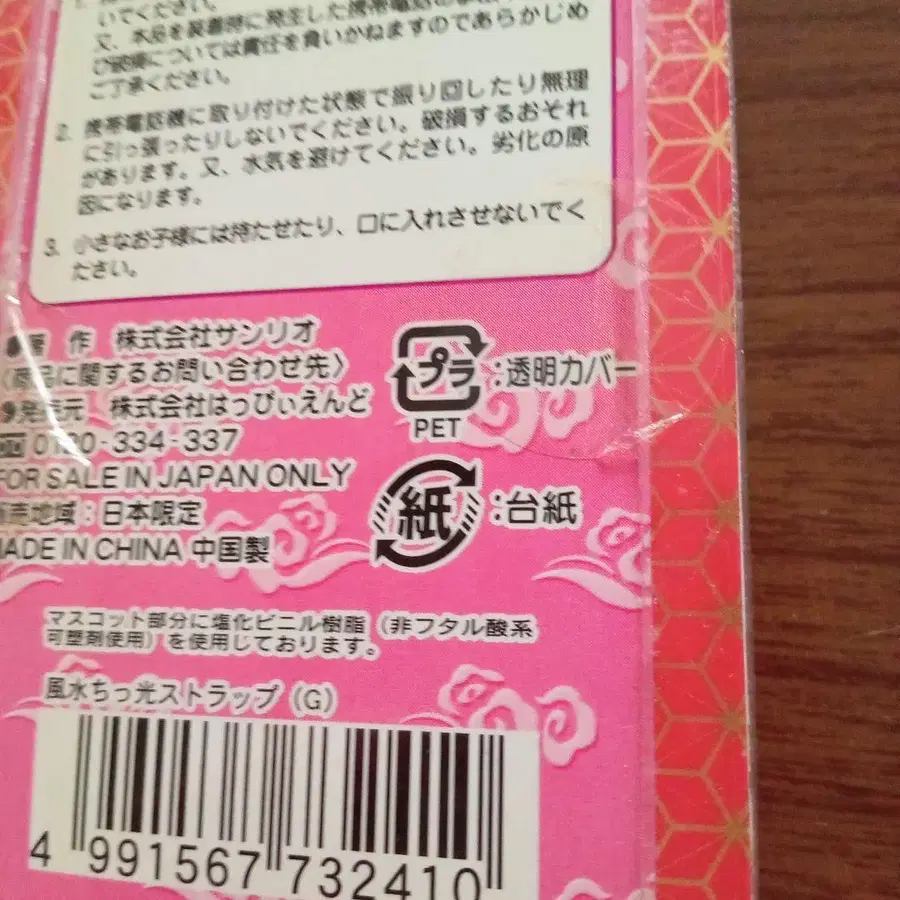 1.
いてください。
又、本品を装着時に発生した携帯電話の
び破損については責任を負いかねますのであらかじめ
ご了承ください。
2. 携帯電話機に取り付けた状態で振り回したり無理
に引っ張ったりしないでください。破損するおそれ
があります。又、水気を避けてください。劣化の原
因になります。
3. 小さなお子様には持たせたり、口に入れさせないでく
ださい。
●原 作 株式会社サンリオ
〈商品に関するお問い合わせ先〉
発売元 株式会社はっぴぃえんど
0120-334-337
FOR SALE IN JAPAN ONLY
販売地域：日本限定
MADE IN CHINA 中国製
プラ :透明カバー
PET
紙 :台紙
マスコット部分に塩化ビニル樹脂（非フタル酸系
可塑剤使用）を使用しております。
風水ちっ光ストラップ（G）
4 991567 732410